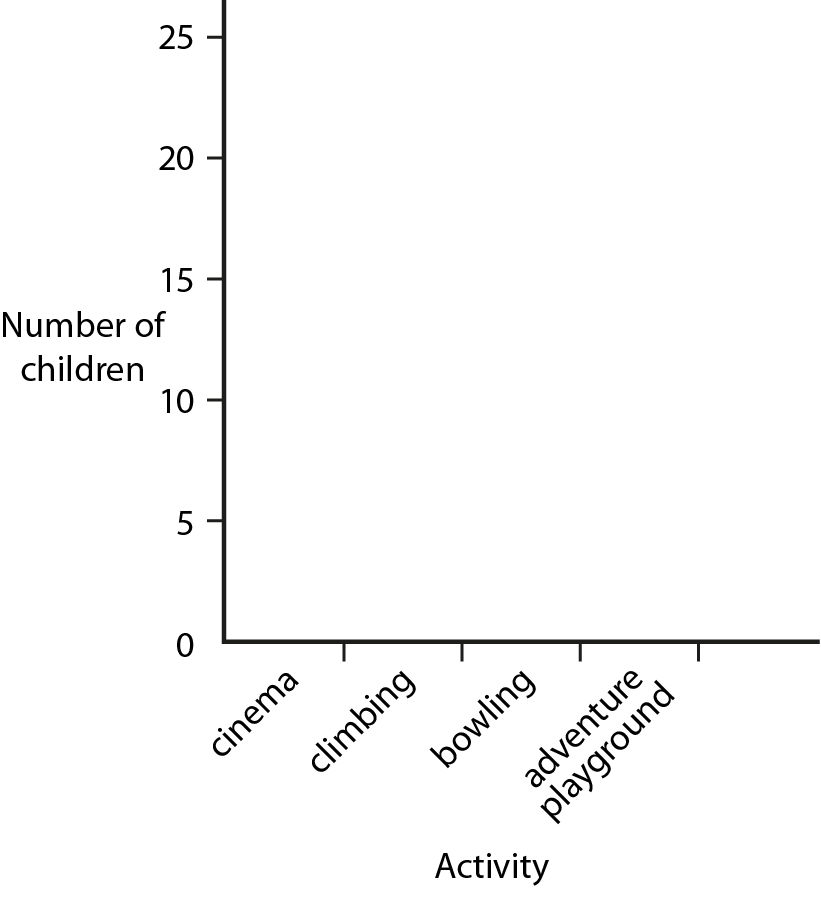 25
20
15
Number of
children
10
5
0
cinema
climbing
bowling
adventure
playground
Activity